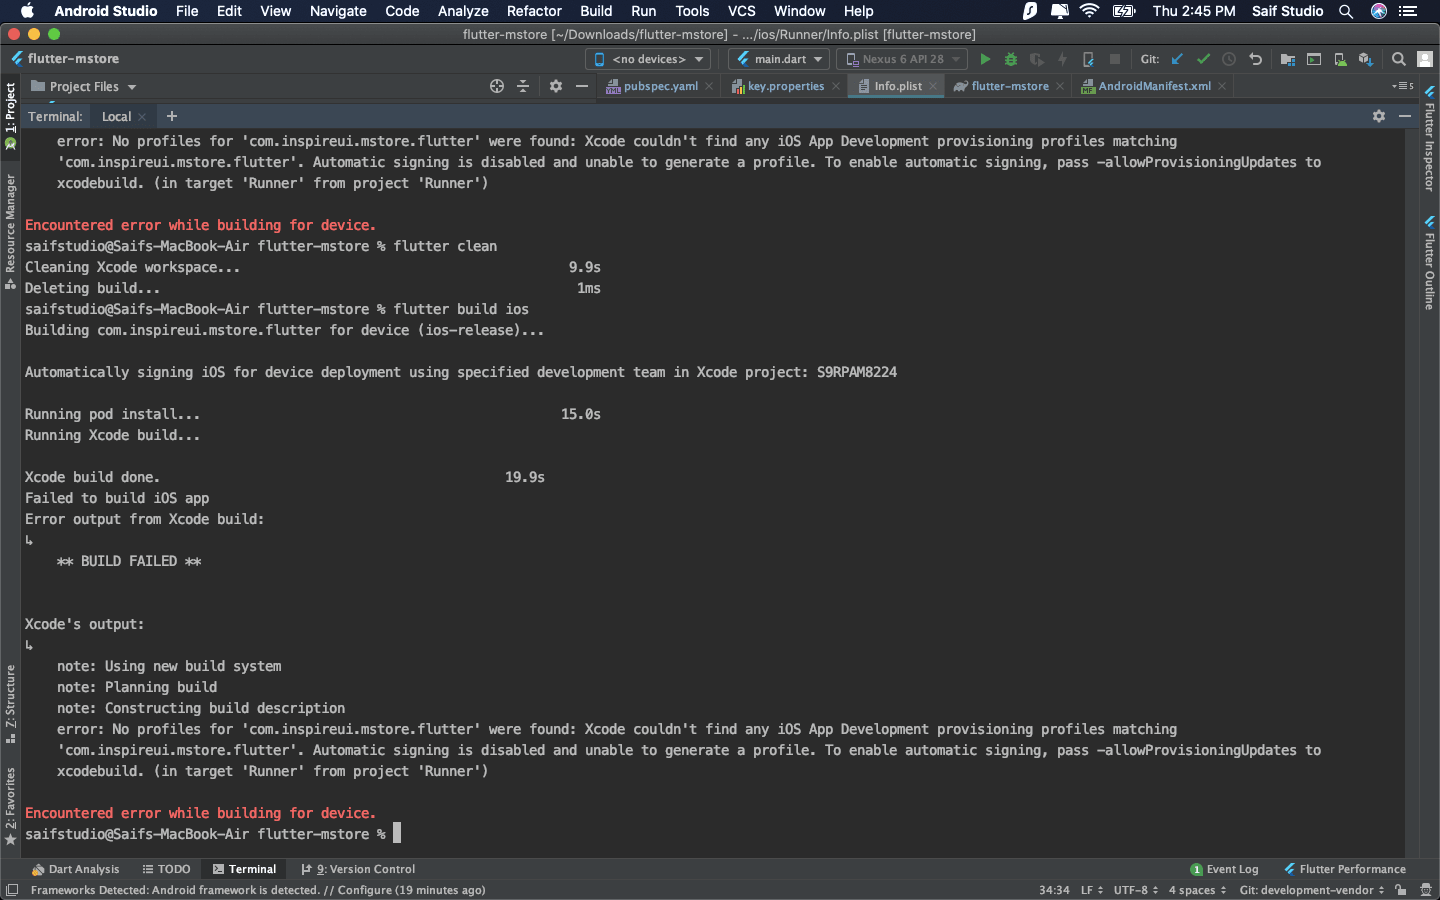 Android Studio File Edit View Navigate Code Analyze Refactor Build Run Tools VCS Window Help Thu 2:45 PM Saif Studio
flutter-mstore [~/Downloads/flutter-mstore] - .../ios/Runner/Info.plist [flutter-mstore]
flutter-mstore <no devices> main.dart Nexus 6 API 28 Git:
Project Files pubspec.yaml key.properties Info.plist flutter-mstore AndroidManifest.xml
Terminal: Local +
error: No profiles for 'com.inspireui.mstore.flutter' were found: Xcode couldn't find any iOS App Development provisioning profiles matching
'com.inspireui.mstore.flutter'. Automatic signing is disabled and unable to generate a profile. To enable automatic signing, pass -allowProvisioningUpdates to
xcodebuild. (in target 'Runner' from project 'Runner')
Encountered error while building for device.
saifstudio@Saifs-MacBook-Air flutter-mstore % flutter clean
Cleaning Xcode workspace... 9.9s
Deleting build... 1ms
saifstudio@Saifs-MacBook-Air flutter-mstore % flutter build ios
Building com.inspireui.mstore.flutter for device (ios-release)...
Automatically signing iOS for device deployment using specified development team in Xcode project: S9RPAM8224
Running pod install... 15.0s
Running Xcode build...
Xcode build done. 19.9s
Failed to build iOS app
Error output from Xcode build:
↳
** BUILD FAILED **
Xcode's output:
↳
note: Using new build system
note: Planning build
note: Constructing build description
error: No profiles for 'com.inspireui.mstore.flutter' were found: Xcode couldn't find any iOS App Development provisioning profiles matching
'com.inspireui.mstore.flutter'. Automatic signing is disabled and unable to generate a profile. To enable automatic signing, pass -allowProvisioningUpdates to
xcodebuild. (in target 'Runner' from project 'Runner')
Encountered error while building for device.
saifstudio@Saifs-MacBook-Air flutter-mstore %
1: Project
Resource Manager
Z: Structure
2: Favorites
Flutter Inspector
Flutter Outline
Dart Analysis TODO Terminal 9: Version Control 1 Event Log Flutter Performance
Frameworks Detected: Android framework is detected. // Configure (19 minutes ago) 34:34 LF UTF-8 4 spaces Git: development-vendor